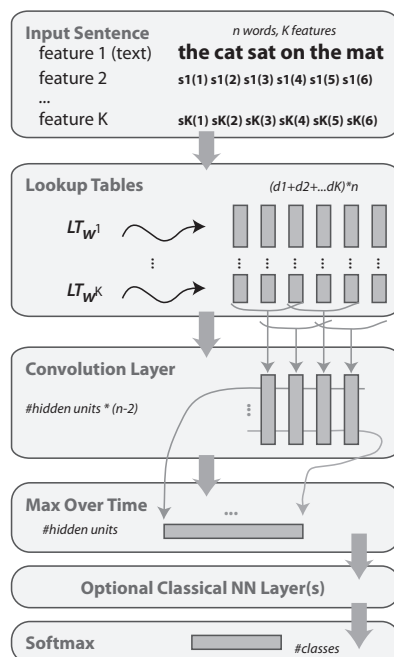 Input Sentence
n words, K features
feature 1 (text) the cat sat on the mat
feature 2 s1(1) s1(2) s1(3) s1(4) s1(5) s1(6)
...
feature K sK(1) sK(2) sK(3) sK(4) sK(5) sK(6)
Lookup Tables
(d1+d2+...dK)*n
LTW1
...
LTWK
Convolution Layer
#hidden units * (n-2)
...
Max Over Time
...
#hidden units
Optional Classical NN Layer(s)
Softmax
#classes